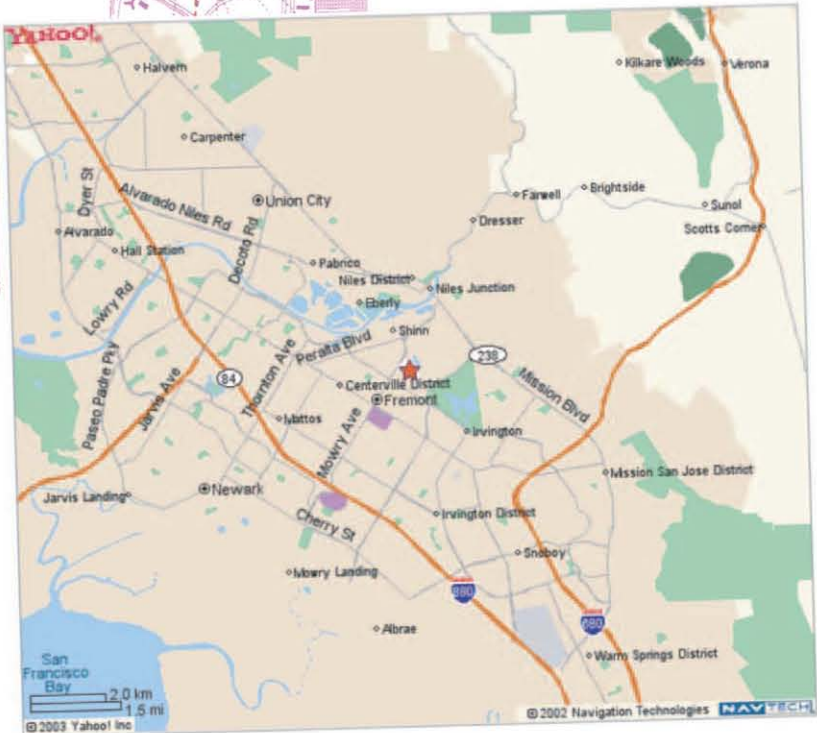 YAHOO!
Halvern
Kilkare Woods
Verona
Carpenter
Dyer St
Alvarado Niles Rd
Union City
Farwell
Brightside
Sunol
Dresser
Scotts Corner
Alvarado
Hall Station
Decoto Rd
Pabrico
Niles District
Niles Junction
Eberly
Lowry Rd
Shinn
Peralta Blvd
238
Paseo Padre Pky
Jarvis Ave
84
Thornton Ave
Centerville District
Fremont
Mission Blvd
Mattos
Mowry Ave
Irvington
Mission San Jose District
Jarvis Landing
Newark
Cherry St
Irvington District
Snoboy
Mowry Landing
880
680
Albrae
Warm Springs District
San
Francisco
Bay
2.0 km
1.5 mi
©2003 Yahoo! Inc
©2002 Navigation Technologies
NAVTECH